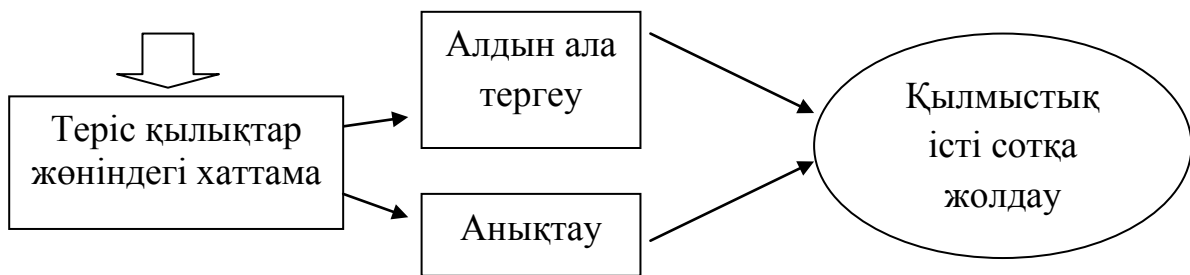 Теріс қылықтар
жөніндегі хаттама
Алдын ала
тергеу
Анықтау
Қылмыстық
істі сотқа
жолдау